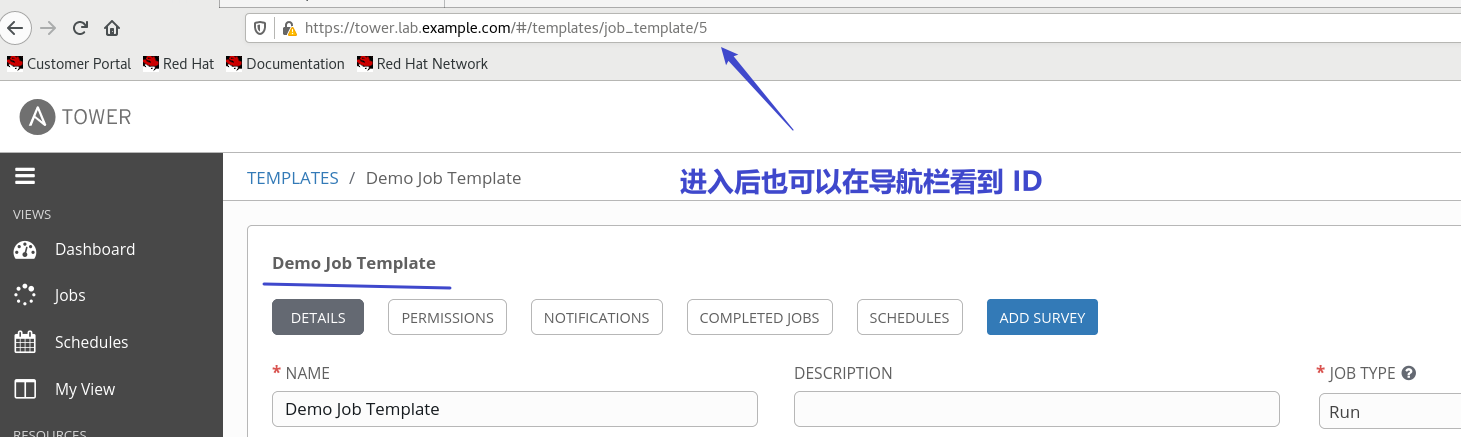 https://tower.lab.example.com/#/templates/job_template/5
Customer Portal Red Hat Documentation Red Hat Network
TOWER
TEMPLATES / Demo Job Template
进入后也可以在导航栏看到 ID
VIEWS
Dashboard
Jobs
Schedules
My View
RESOURCES
Demo Job Template
DETAILS PERMISSIONS NOTIFICATIONS COMPLETED JOBS SCHEDULES ADD SURVEY
* NAME DESCRIPTION * JOB TYPE ?
Demo Job Template Run